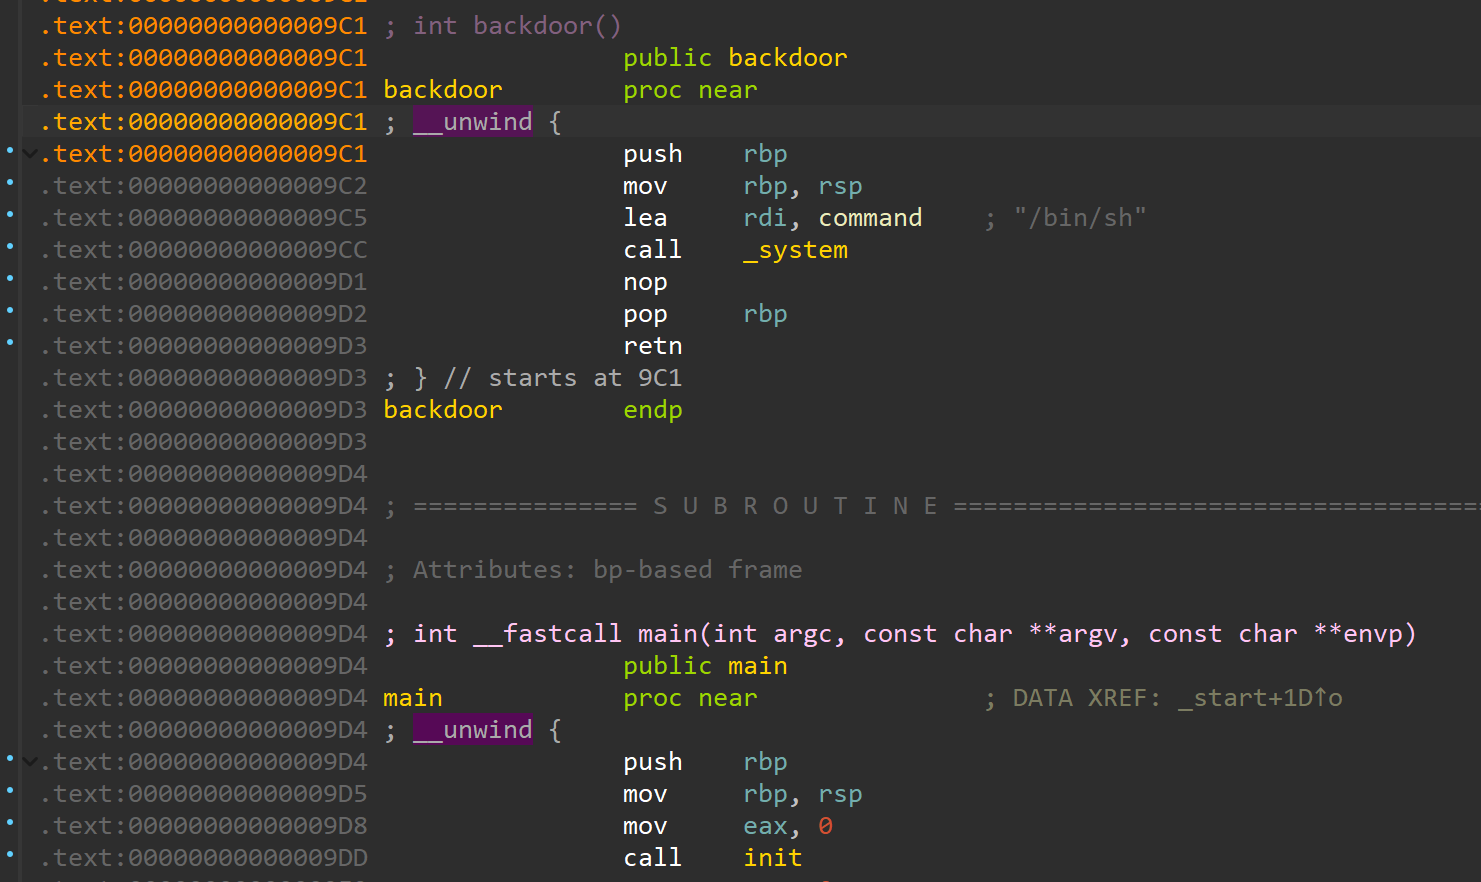 .text:00000000000009C1 ; int backdoor()
.text:00000000000009C1                 public backdoor
.text:00000000000009C1 backdoor        proc near
.text:00000000000009C1 ; __unwind {
.text:00000000000009C1                 push    rbp
.text:00000000000009C2                 mov     rbp, rsp
.text:00000000000009C5                 lea     rdi, command    ; "/bin/sh"
.text:00000000000009CC                 call    _system
.text:00000000000009D1                 nop
.text:00000000000009D2                 pop     rbp
.text:00000000000009D3                 retn
.text:00000000000009D3 ; } // starts at 9C1
.text:00000000000009D3 backdoor        endp
.text:00000000000009D3
.text:00000000000009D4
.text:00000000000009D4 ; =============== S U B R O U T I N E ===================================
.text:00000000000009D4
.text:00000000000009D4 ; Attributes: bp-based frame
.text:00000000000009D4
.text:00000000000009D4 ; int __fastcall main(int argc, const char **argv, const char **envp)
.text:00000000000009D4                 public main
.text:00000000000009D4 main            proc near               ; DATA XREF: _start+1D↑o
.text:00000000000009D4 ; __unwind {
.text:00000000000009D4                 push    rbp
.text:00000000000009D5                 mov     rbp, rsp
.text:00000000000009D8                 mov     eax, 0
.text:00000000000009DD                 call    init